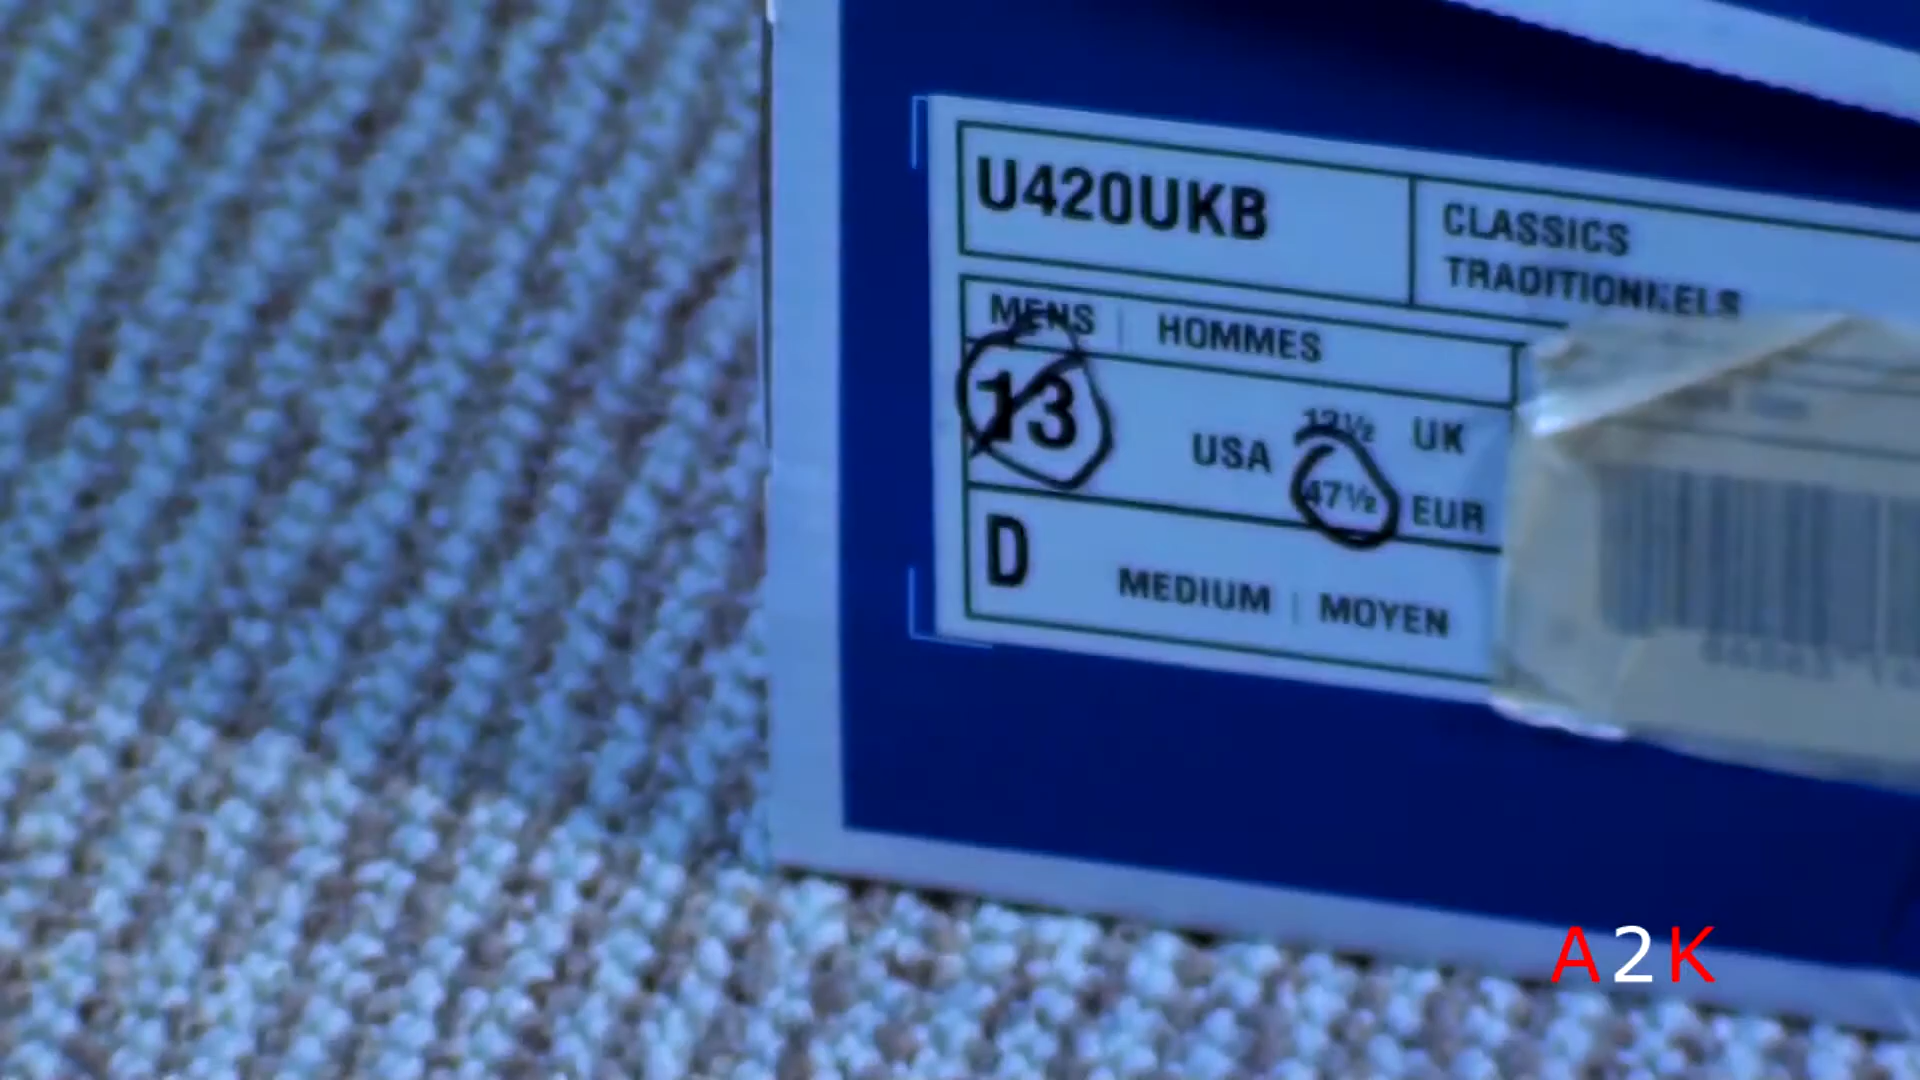 U420UKB
CLASSICS
TRADITIONNELS
MENS | HOMMES
13 USA 12½ UK
47½ EUR
D MEDIUM | MOYEN
A2K